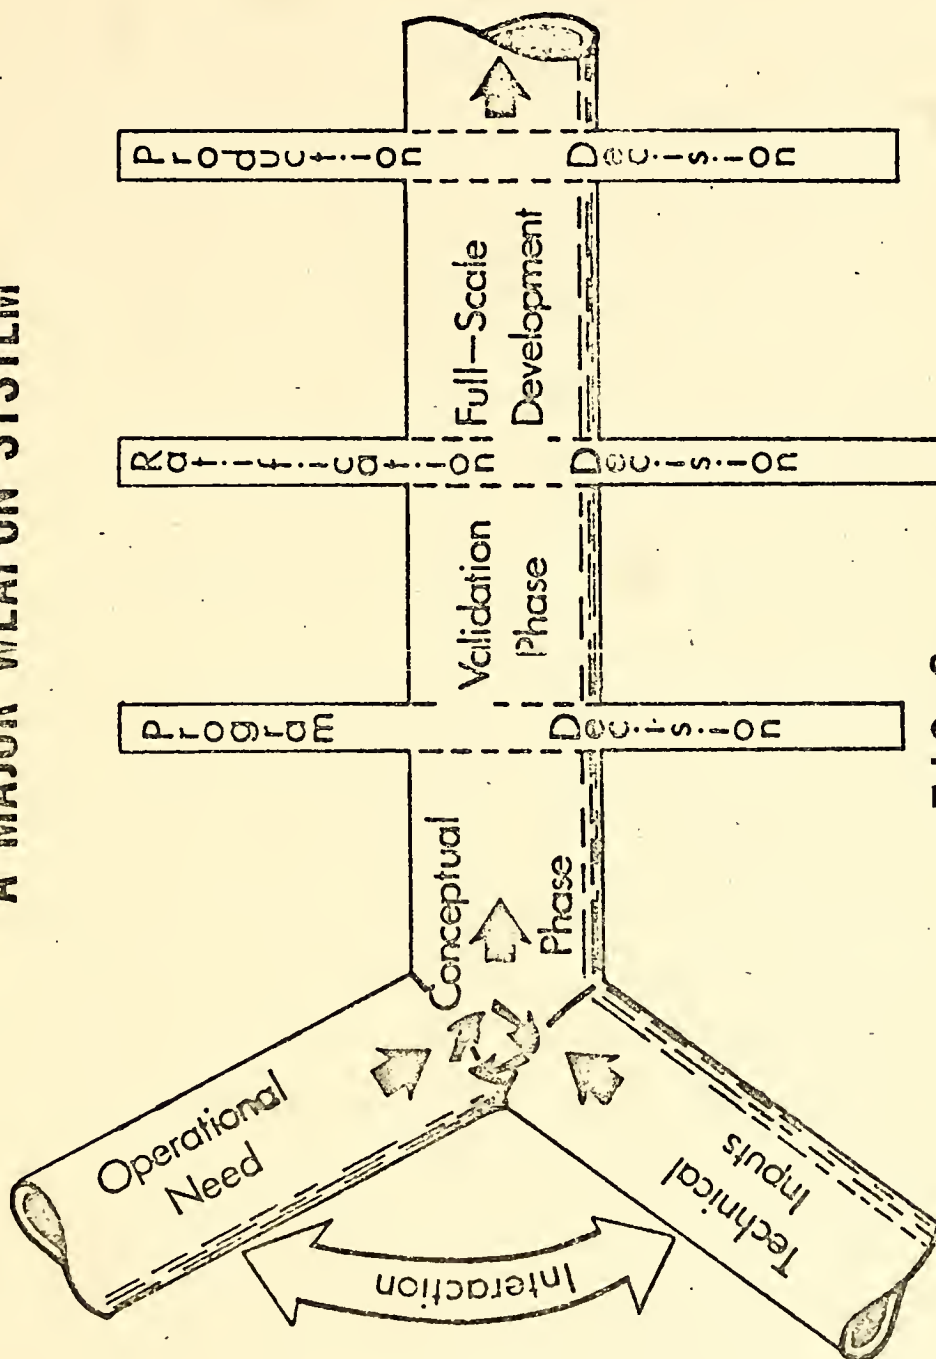 A MAJOR WEAPON SYSTEM
Operational
Need
Interaction
Technical
Inputs
Conceptual
Phase
Program
Decision
Validation
Phase
Ratification
Decision
Full-Scale
Development
Production
Decision